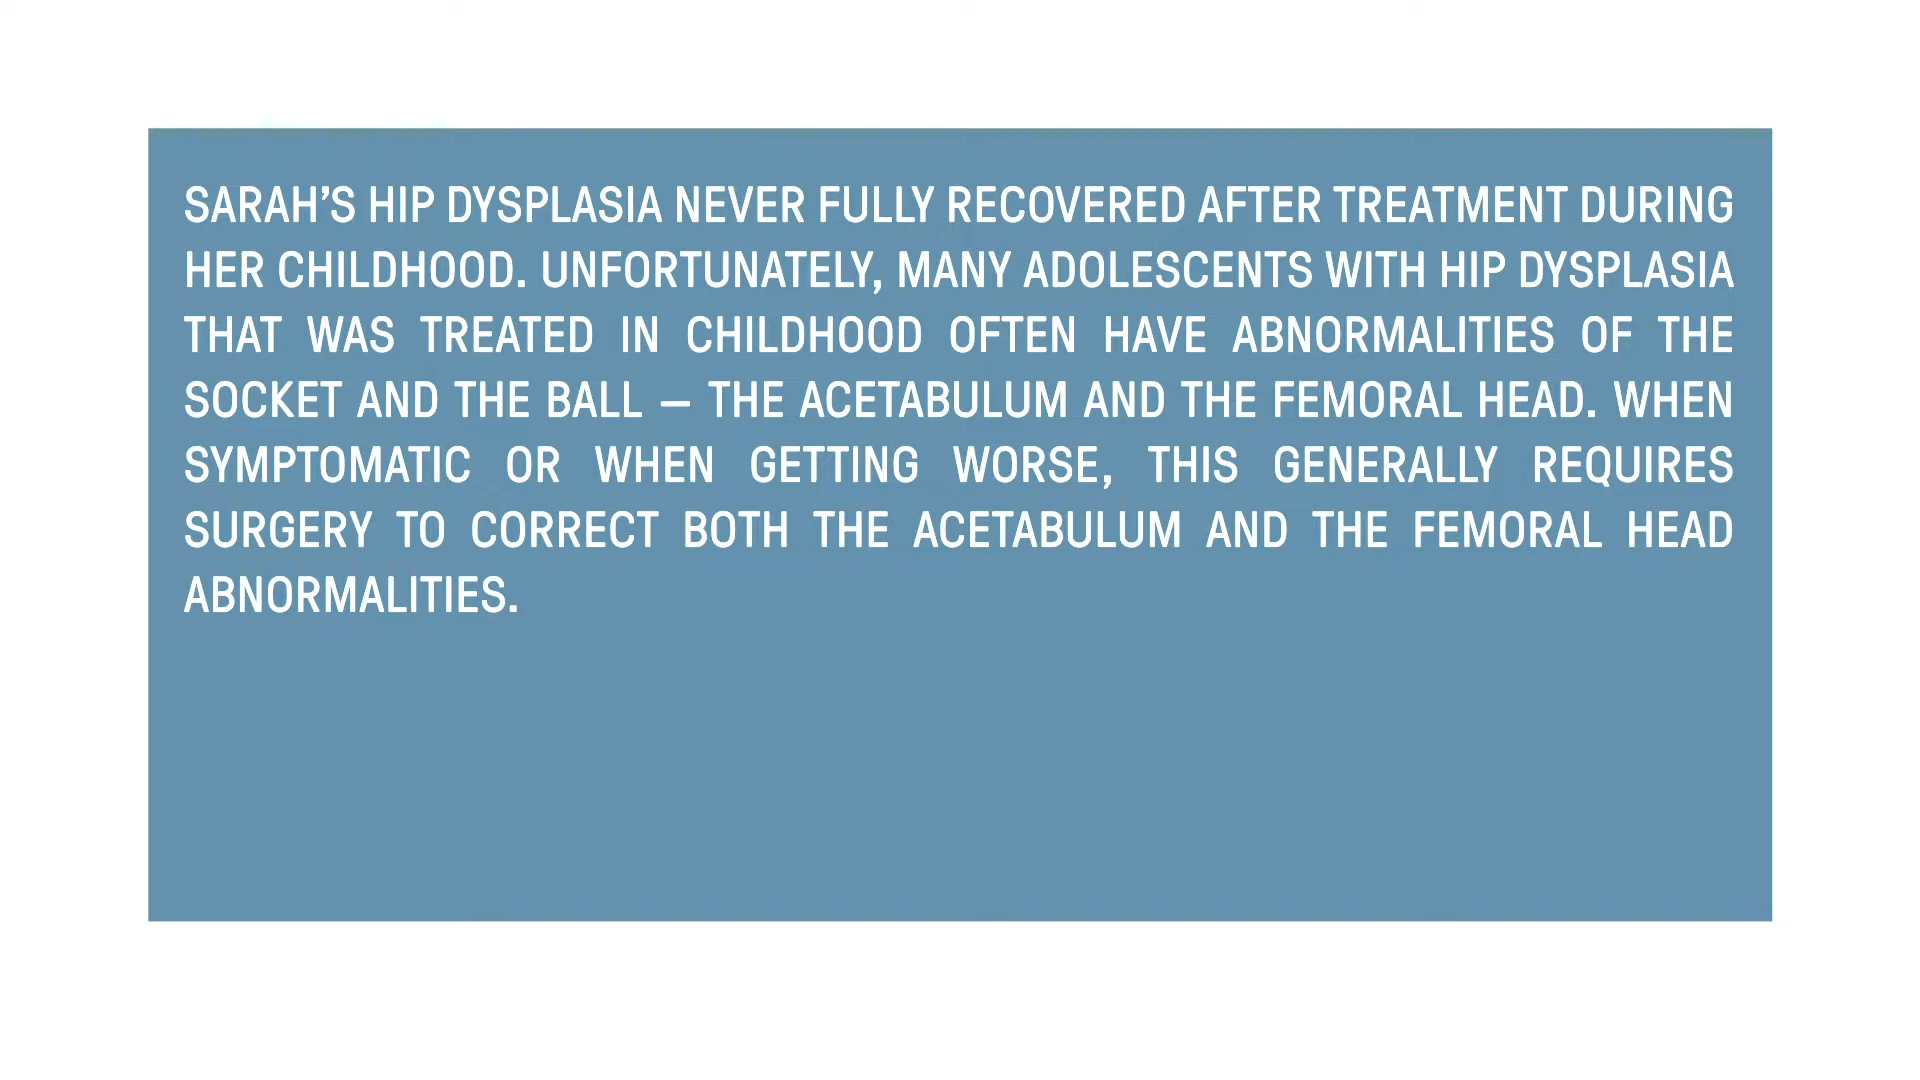 SARAH’S HIP DYSPLASIA NEVER FULLY RECOVERED AFTER TREATMENT DURING
HER CHILDHOOD. UNFORTUNATELY, MANY ADOLESCENTS WITH HIP DYSPLASIA
THAT WAS TREATED IN CHILDHOOD OFTEN HAVE ABNORMALITIES OF THE
SOCKET AND THE BALL – THE ACETABULUM AND THE FEMORAL HEAD. WHEN
SYMPTOMATIC OR WHEN GETTING WORSE, THIS GENERALLY REQUIRES
SURGERY TO CORRECT BOTH THE ACETABULUM AND THE FEMORAL HEAD
ABNORMALITIES.